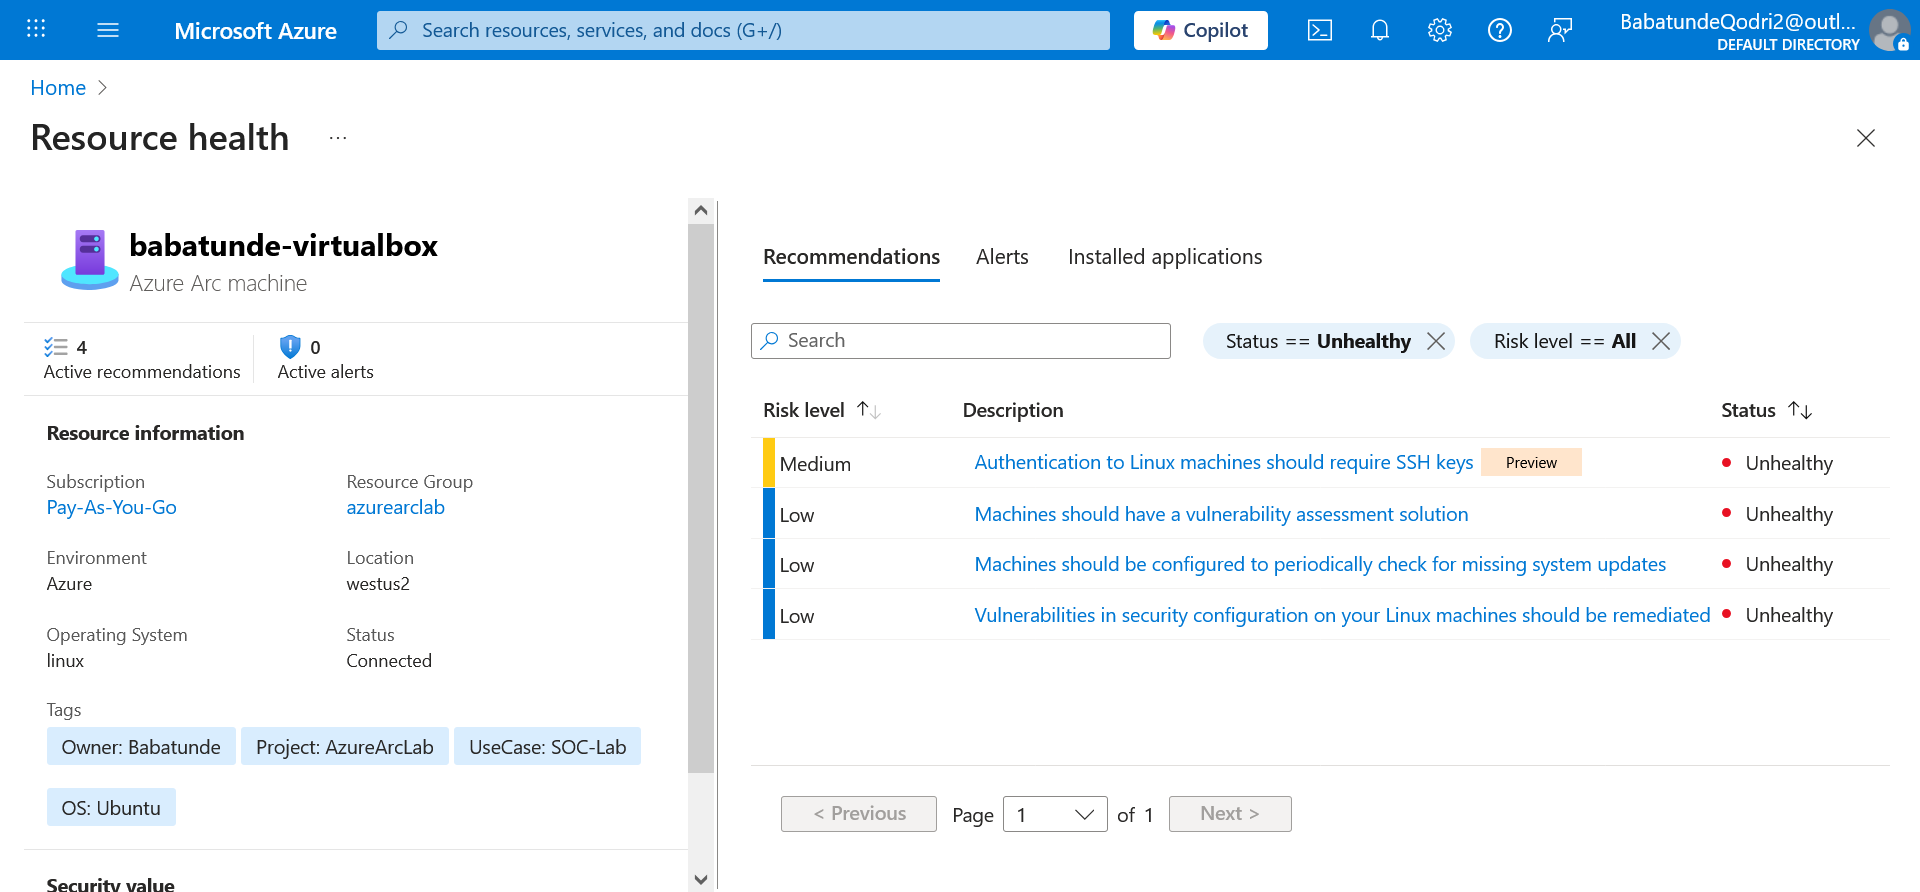 Microsoft Azure
Search resources, services, and docs (G+/)
Copilot
BabatundeQodri2@outl...
DEFAULT DIRECTORY
Home
Resource health
...
babatunde-virtualbox
Azure Arc machine
4
Active recommendations
0
Active alerts
Resource information
Subscription
Pay-As-You-Go
Resource Group
azurearclab
Environment
Azure
Location
westus2
Operating System
linux
Status
Connected
Tags
Owner: Babatunde
Project: AzureArcLab
UseCase: SOC-Lab
OS: Ubuntu
Security value
Recommendations
Alerts
Installed applications
Search
Status == Unhealthy
Risk level == All
Risk level
Description
Status
Medium
Authentication to Linux machines should require SSH keys
Preview
Unhealthy
Low
Machines should have a vulnerability assessment solution
Unhealthy
Low
Machines should be configured to periodically check for missing system updates
Unhealthy
Low
Vulnerabilities in security configuration on your Linux machines should be remediated
Unhealthy
< Previous
Page
1
of 1
Next >